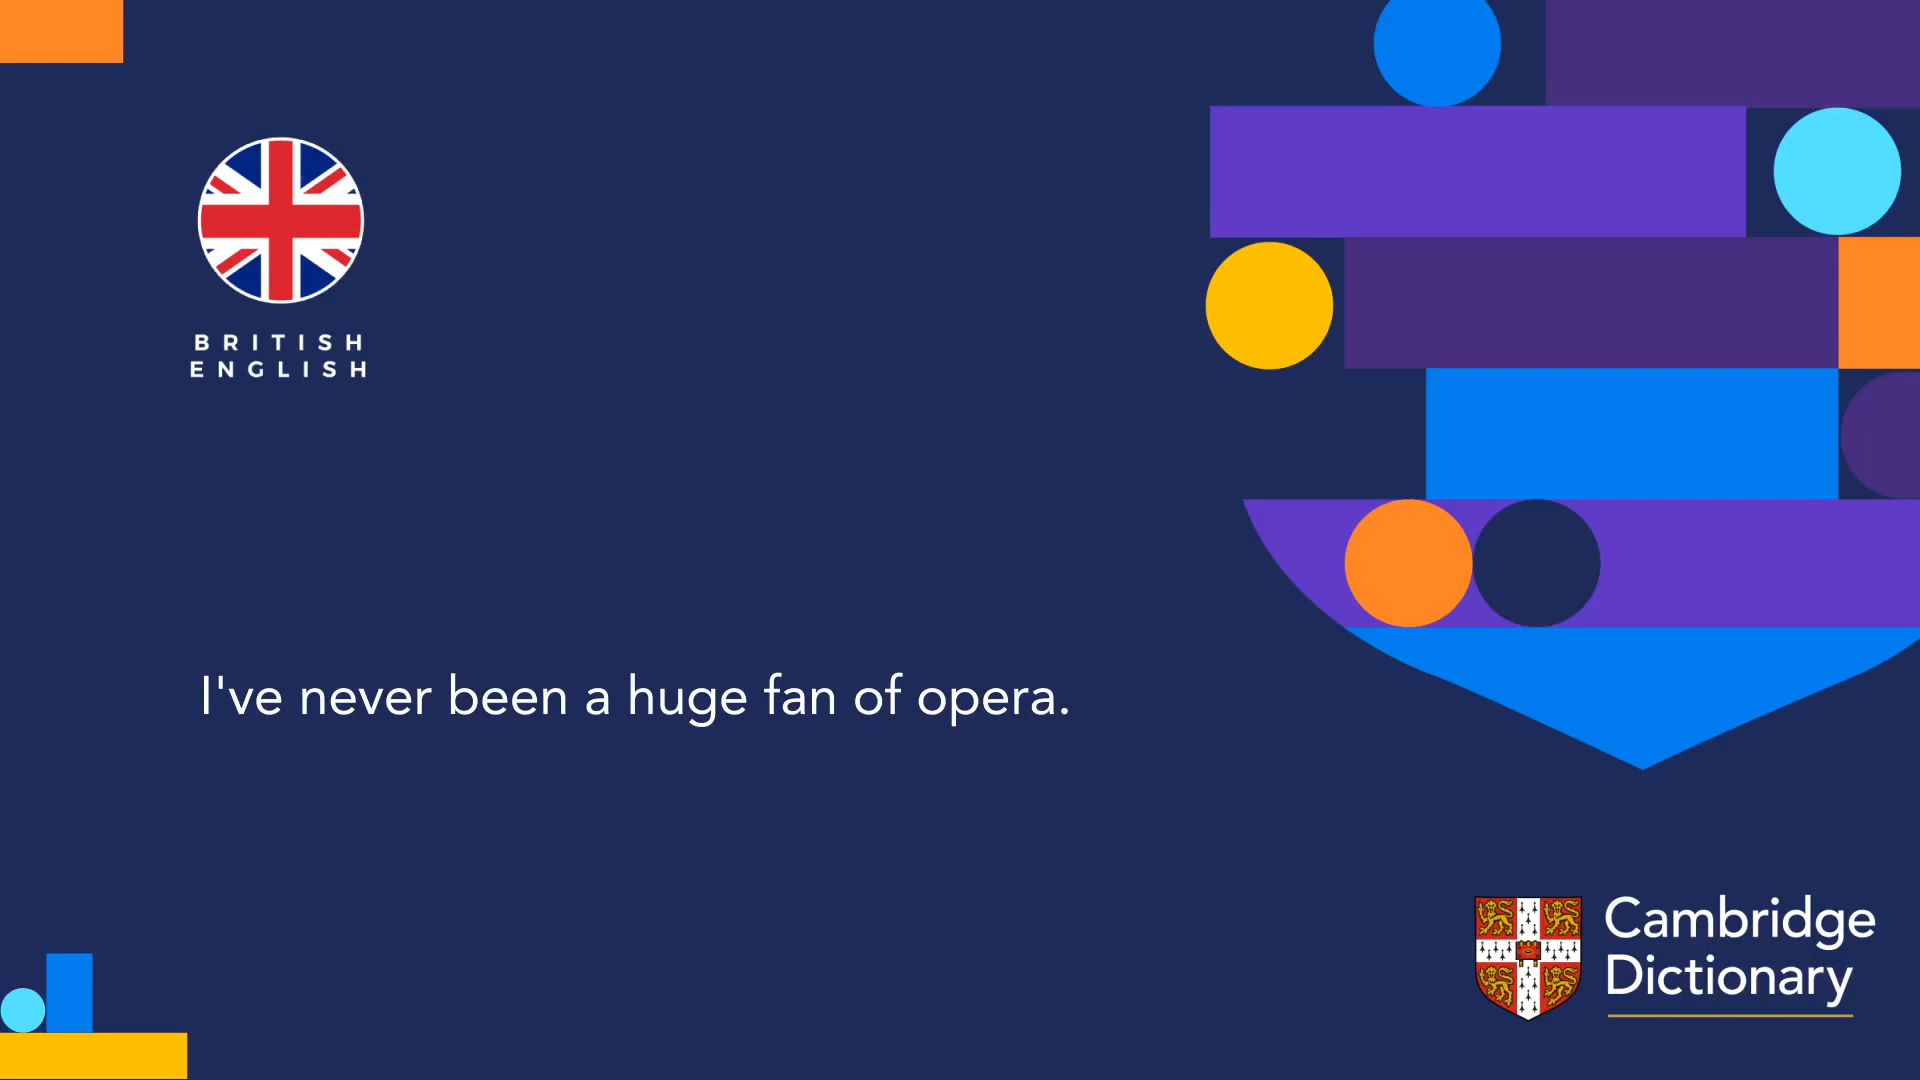 BRITISH
ENGLISH
I've never been a huge fan of opera.
Cambridge
Dictionary